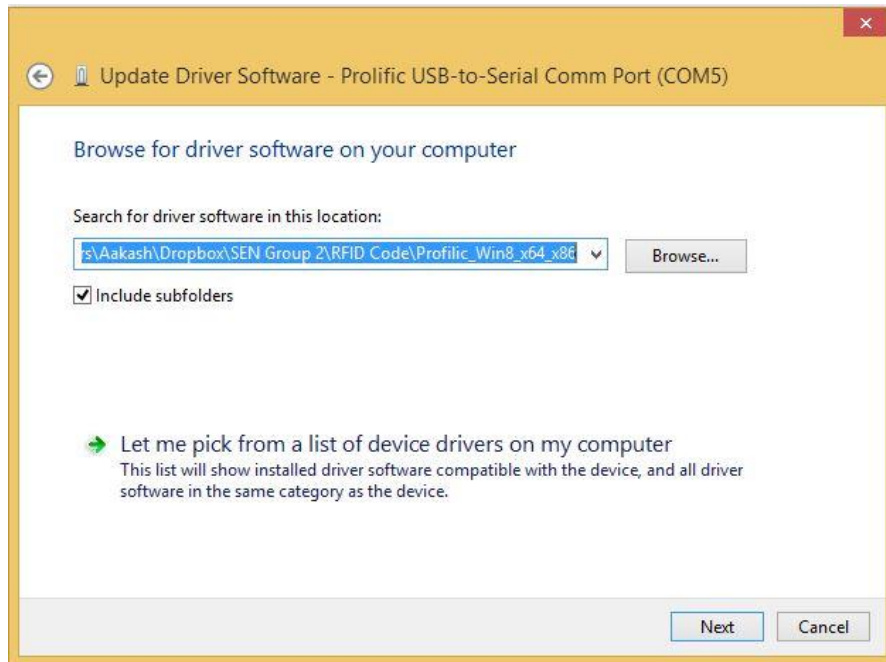 Update Driver Software - Prolific USB-to-Serial Comm Port (COM5)
Browse for driver software on your computer
Search for driver software in this location:
rs\Aakash\Dropbox\SEN Group 2\RFID Code\Profilic_Win8_x64_x86
Browse...
Include subfolders
Let me pick from a list of device drivers on my computer
This list will show installed driver software compatible with the device, and all driver
software in the same category as the device.
Next
Cancel